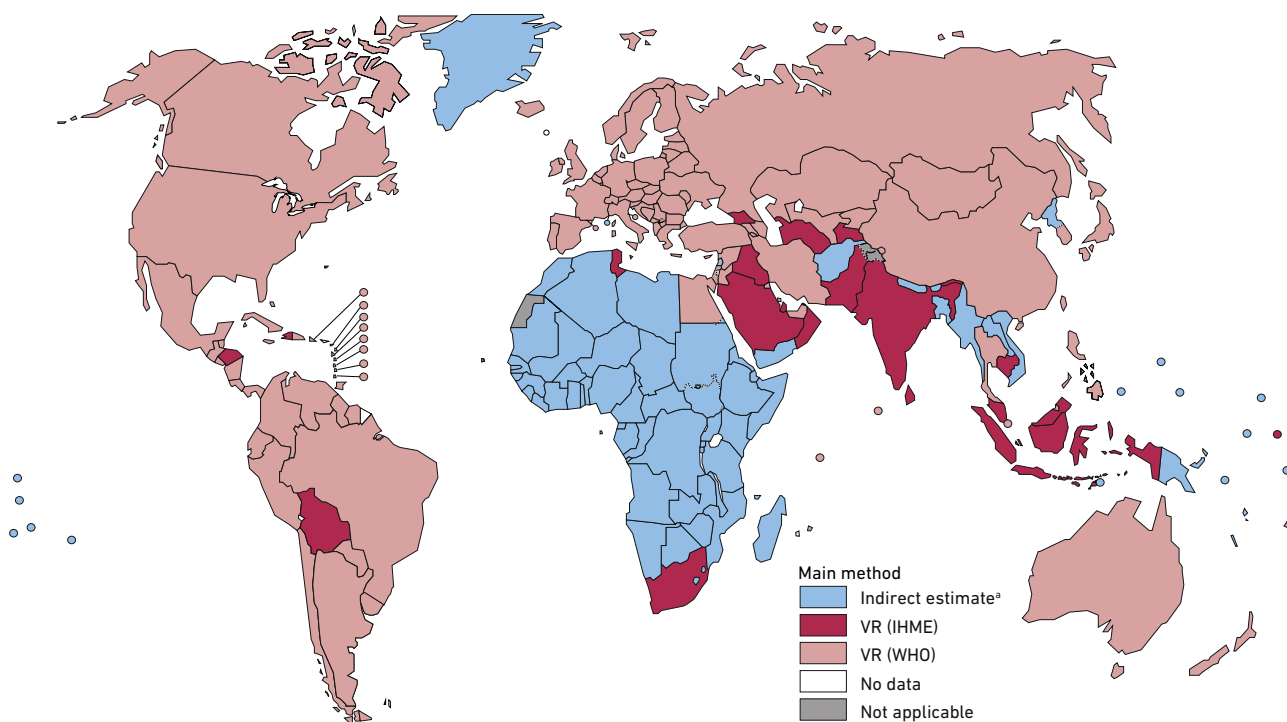 Main method
Indirect estimateᵃ
VR (IHME)
VR (WHO)
No data
Not applicable